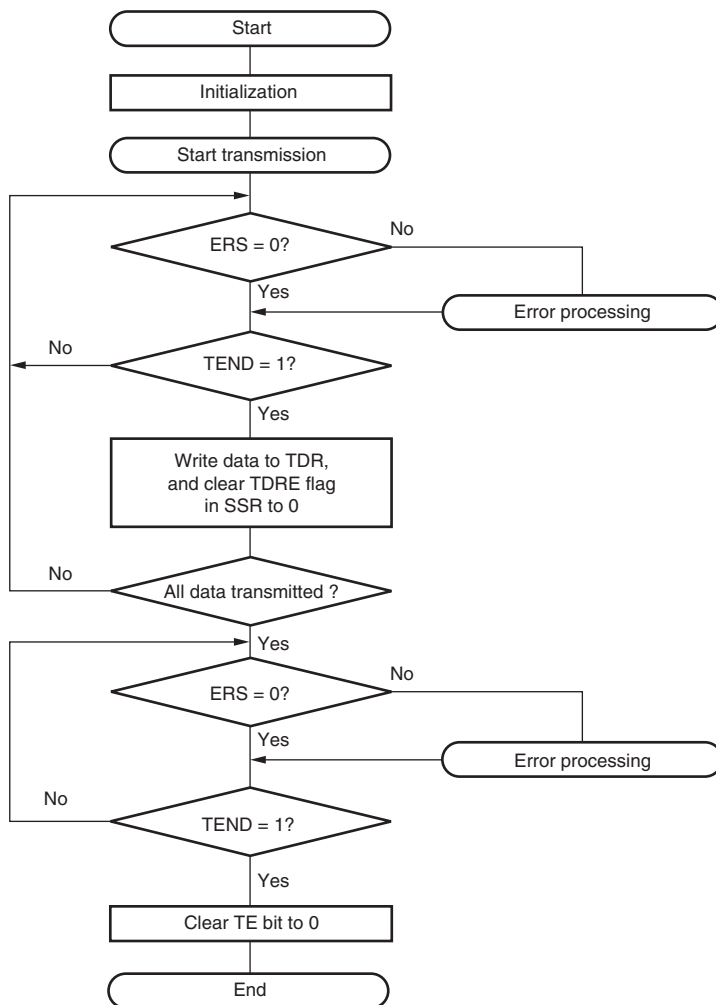 Start
Initialization
Start transmission
ERS = 0?
No
Yes
Error processing
No
TEND = 1?
Yes
Write data to TDR,
and clear TDRE flag
in SSR to 0
No
All data transmitted ?
Yes
ERS = 0?
No
Yes
Error processing
No
TEND = 1?
Yes
Clear TE bit to 0
End